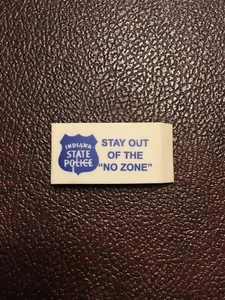 INDIANA
STATE
POLICE
STAY OUT
OF THE
"NO ZONE"